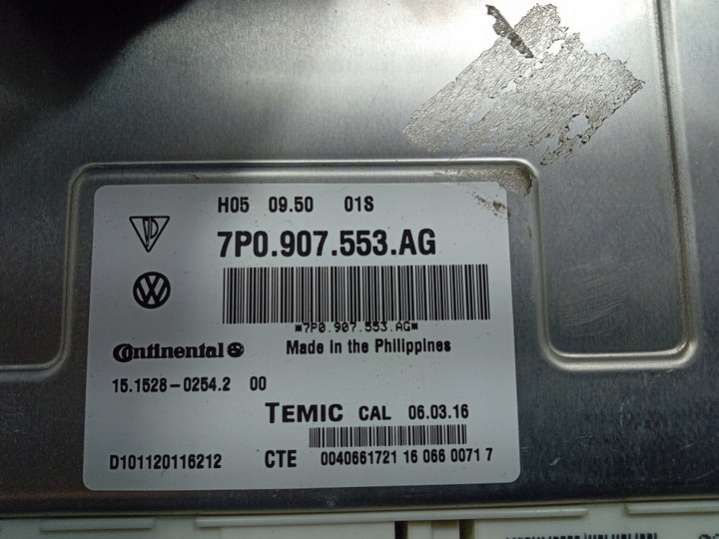 H05 09.50 01S
7P0.907.553.AG
*7P0.907.553.AG*
Continental
Made in the Philippines
15.1528-0254.2 00
TEMIC CAL 06.03.16
D101120116212 CTE 0040661721 16 066 0071 7